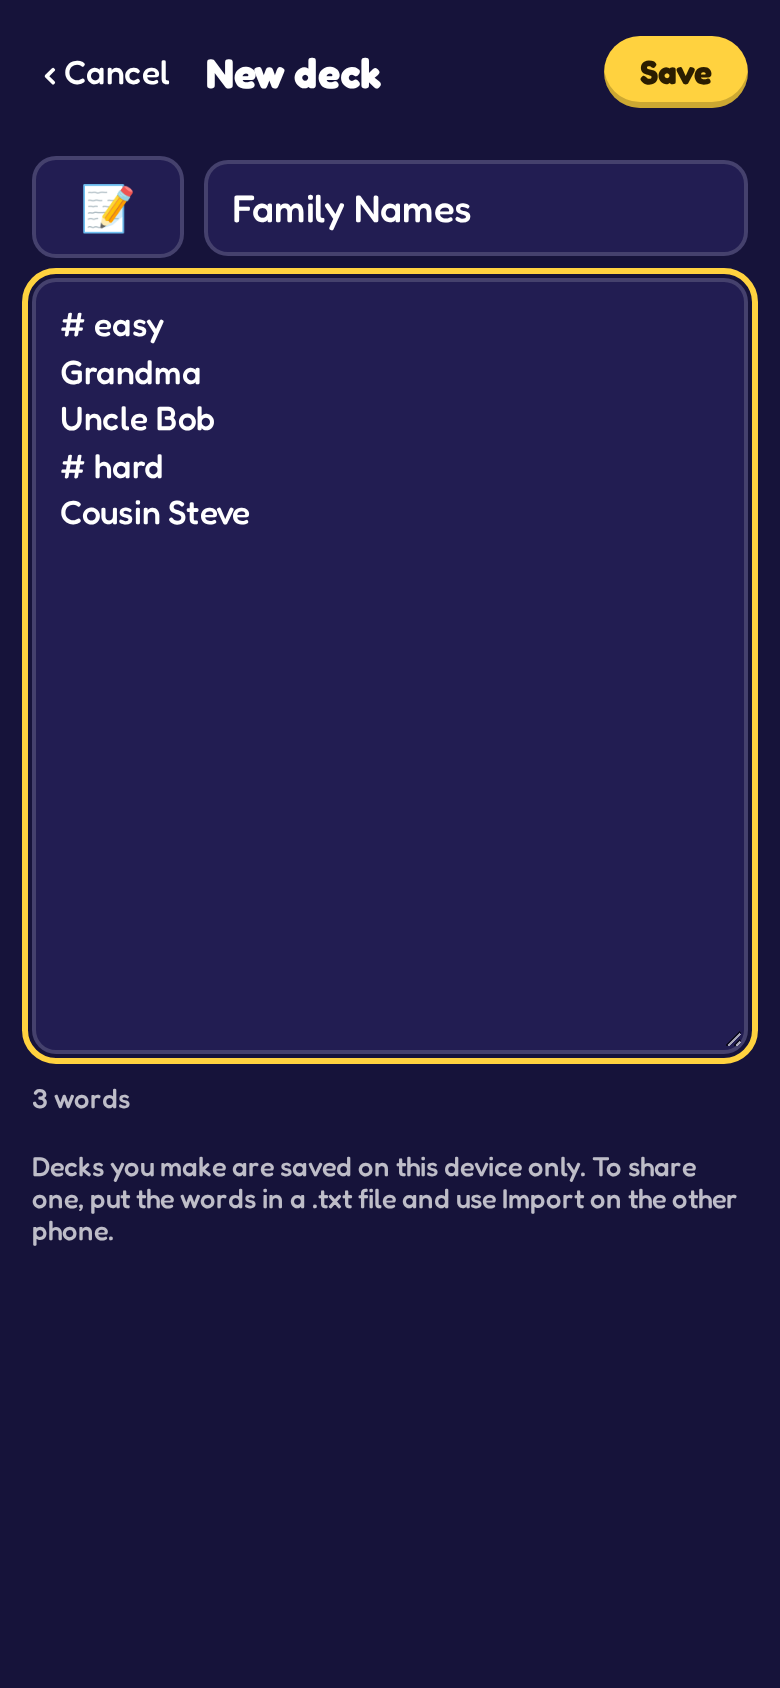 ‹ Cancel New deck Save
Family Names
# easy
Grandma
Uncle Bob
# hard
Cousin Steve
3 words
Decks you make are saved on this device only. To share
one, put the words in a .txt file and use Import on the other
phone.